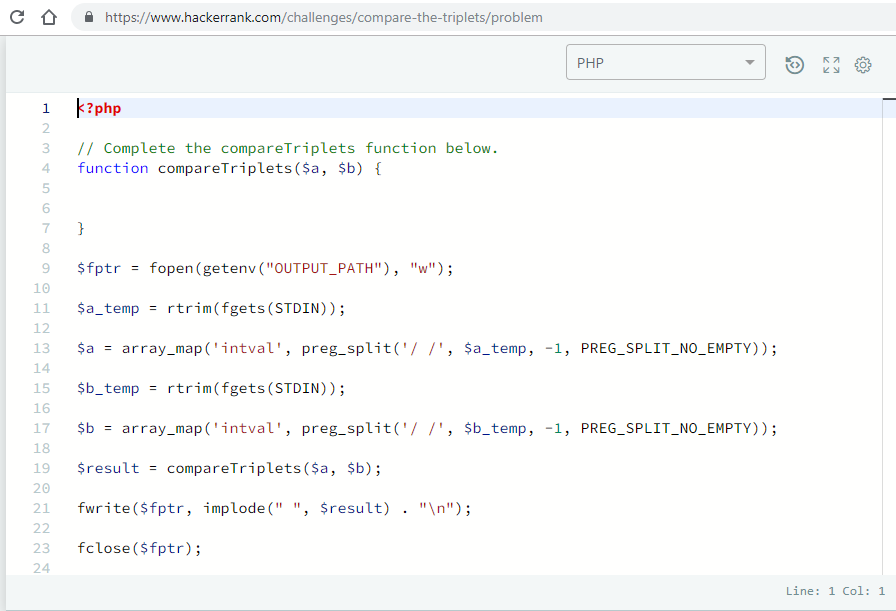 https://www.hackerrank.com/challenges/compare-the-triplets/problem
PHP
1 <?php
2
3 // Complete the compareTriplets function below.
4 function compareTriplets($a, $b) {
5
6
7 }
8
9 $fptr = fopen(getenv("OUTPUT_PATH"), "w");
10
11 $a_temp = rtrim(fgets(STDIN));
12
13 $a = array_map('intval', preg_split('/ /', $a_temp, -1, PREG_SPLIT_NO_EMPTY));
14
15 $b_temp = rtrim(fgets(STDIN));
16
17 $b = array_map('intval', preg_split('/ /', $b_temp, -1, PREG_SPLIT_NO_EMPTY));
18
19 $result = compareTriplets($a, $b);
20
21 fwrite($fptr, implode(" ", $result) . "\n");
22
23 fclose($fptr);
24
Line: 1 Col: 1